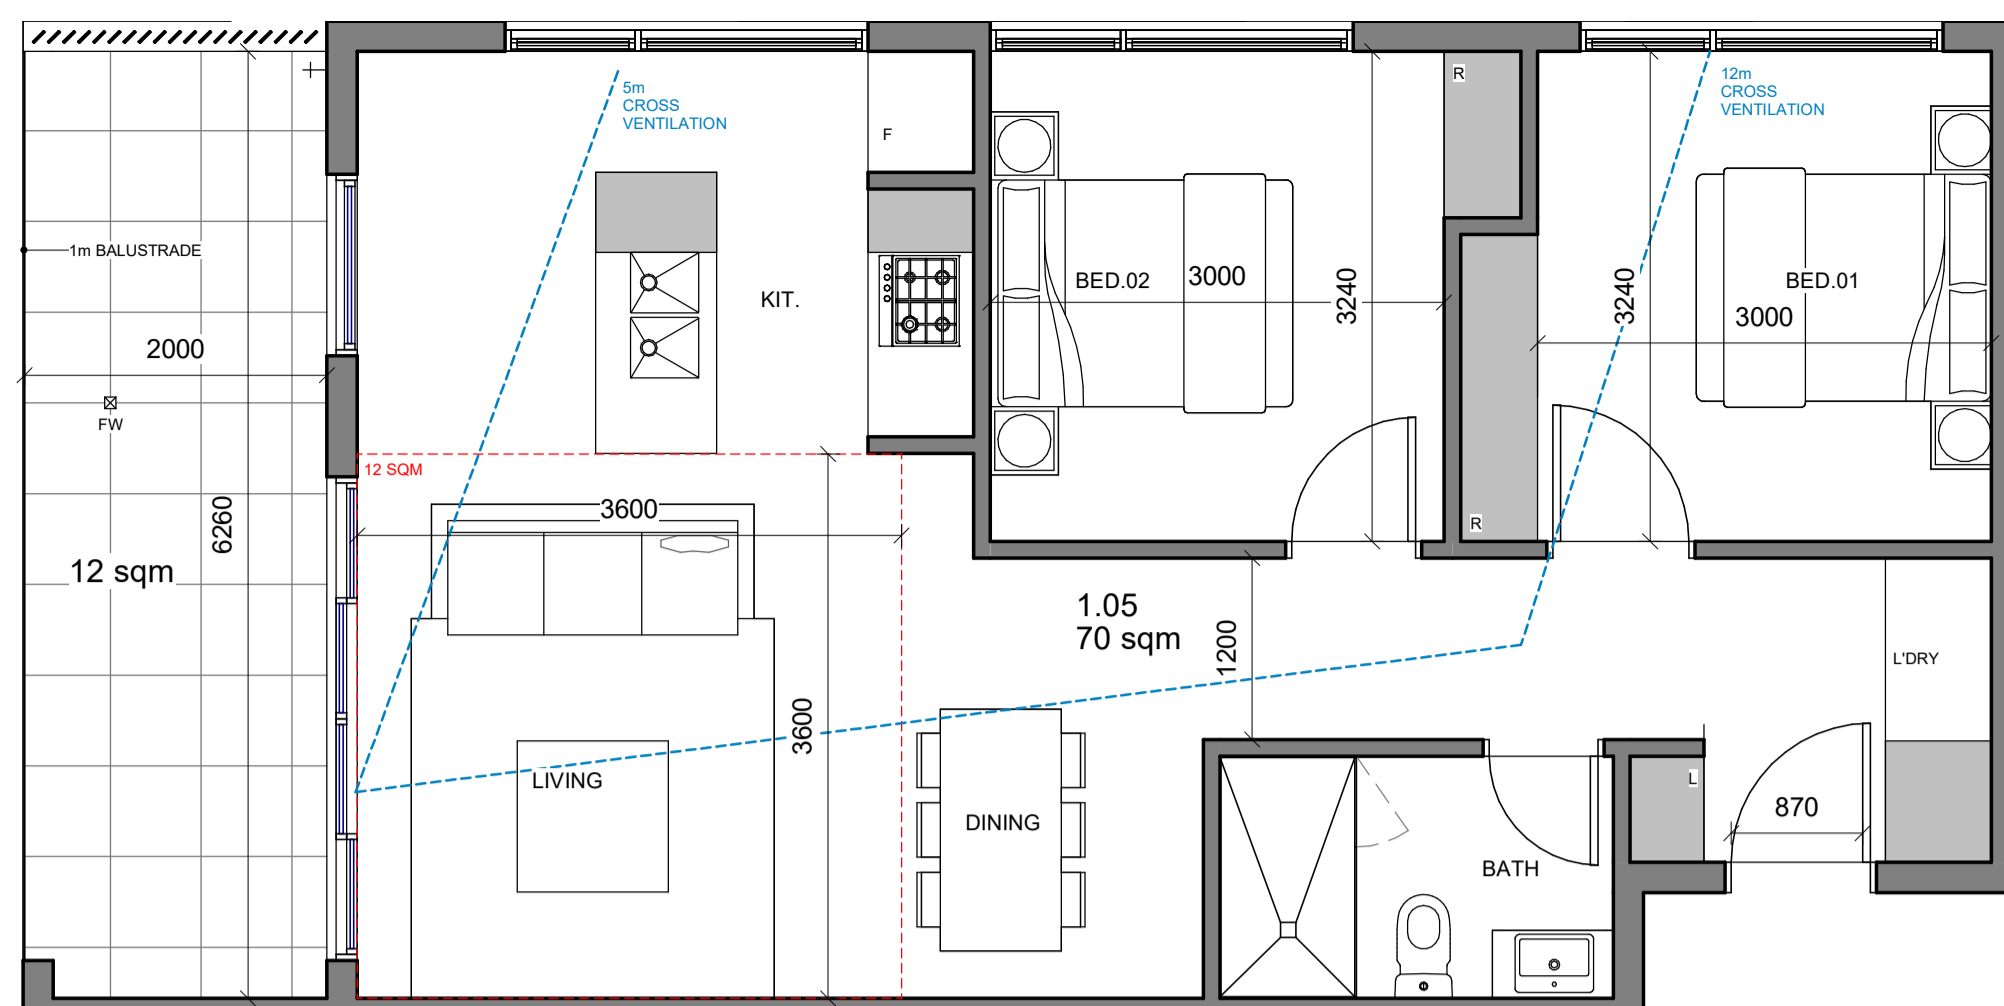 5m
CROSS
VENTILATION
12m
CROSS
VENTILATION
R
F
1m BALUSTRADE
KIT.
BED.02
3000
3240
3240
BED.01
3000
2000
FW
12 SQM
3600
6260
12 sqm
R
1.05
70 sqm
1200
L'DRY
3600
LIVING
DINING
L
870
BATH